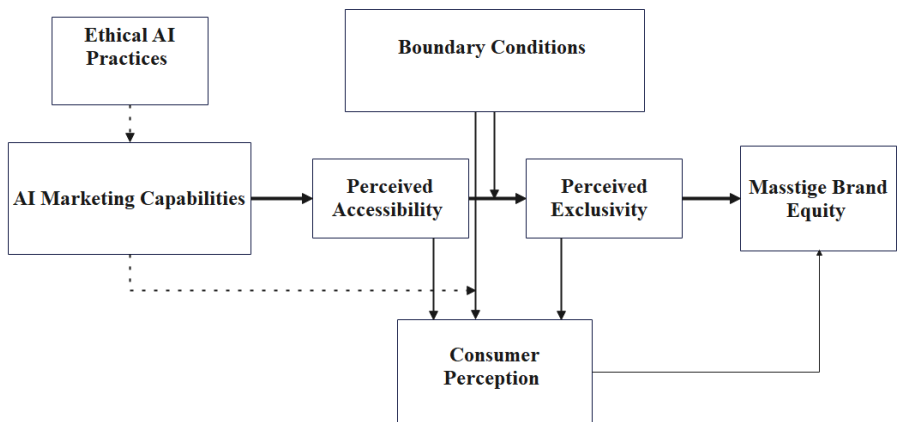 Ethical AI
Practices
Boundary Conditions
AI Marketing Capabilities
Perceived
Accessibility
Perceived
Exclusivity
Masstige Brand
Equity
Consumer
Perception